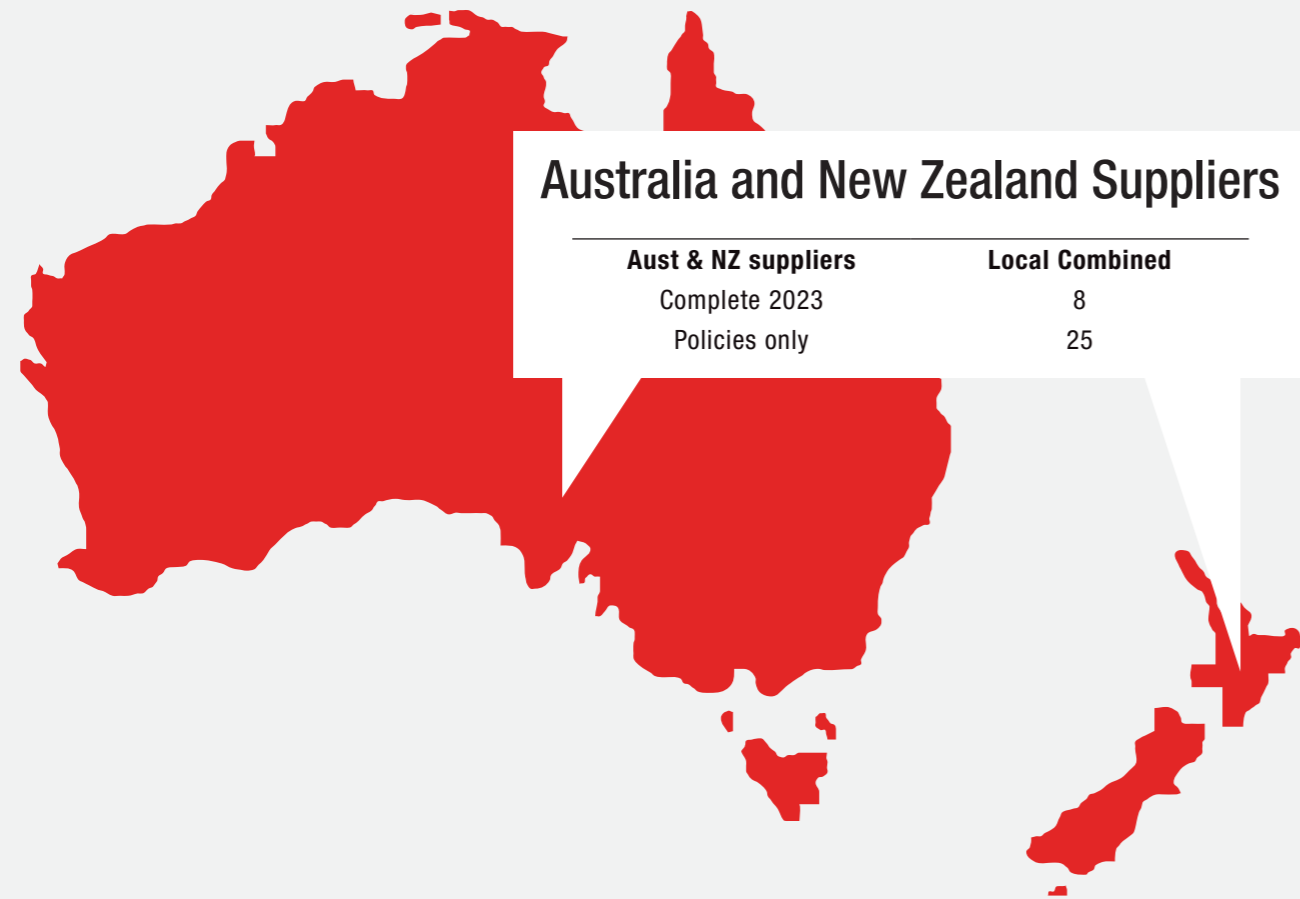 Australia and New Zealand Suppliers
Aust & NZ suppliers Local Combined
Complete 2023 8
Policies only 25